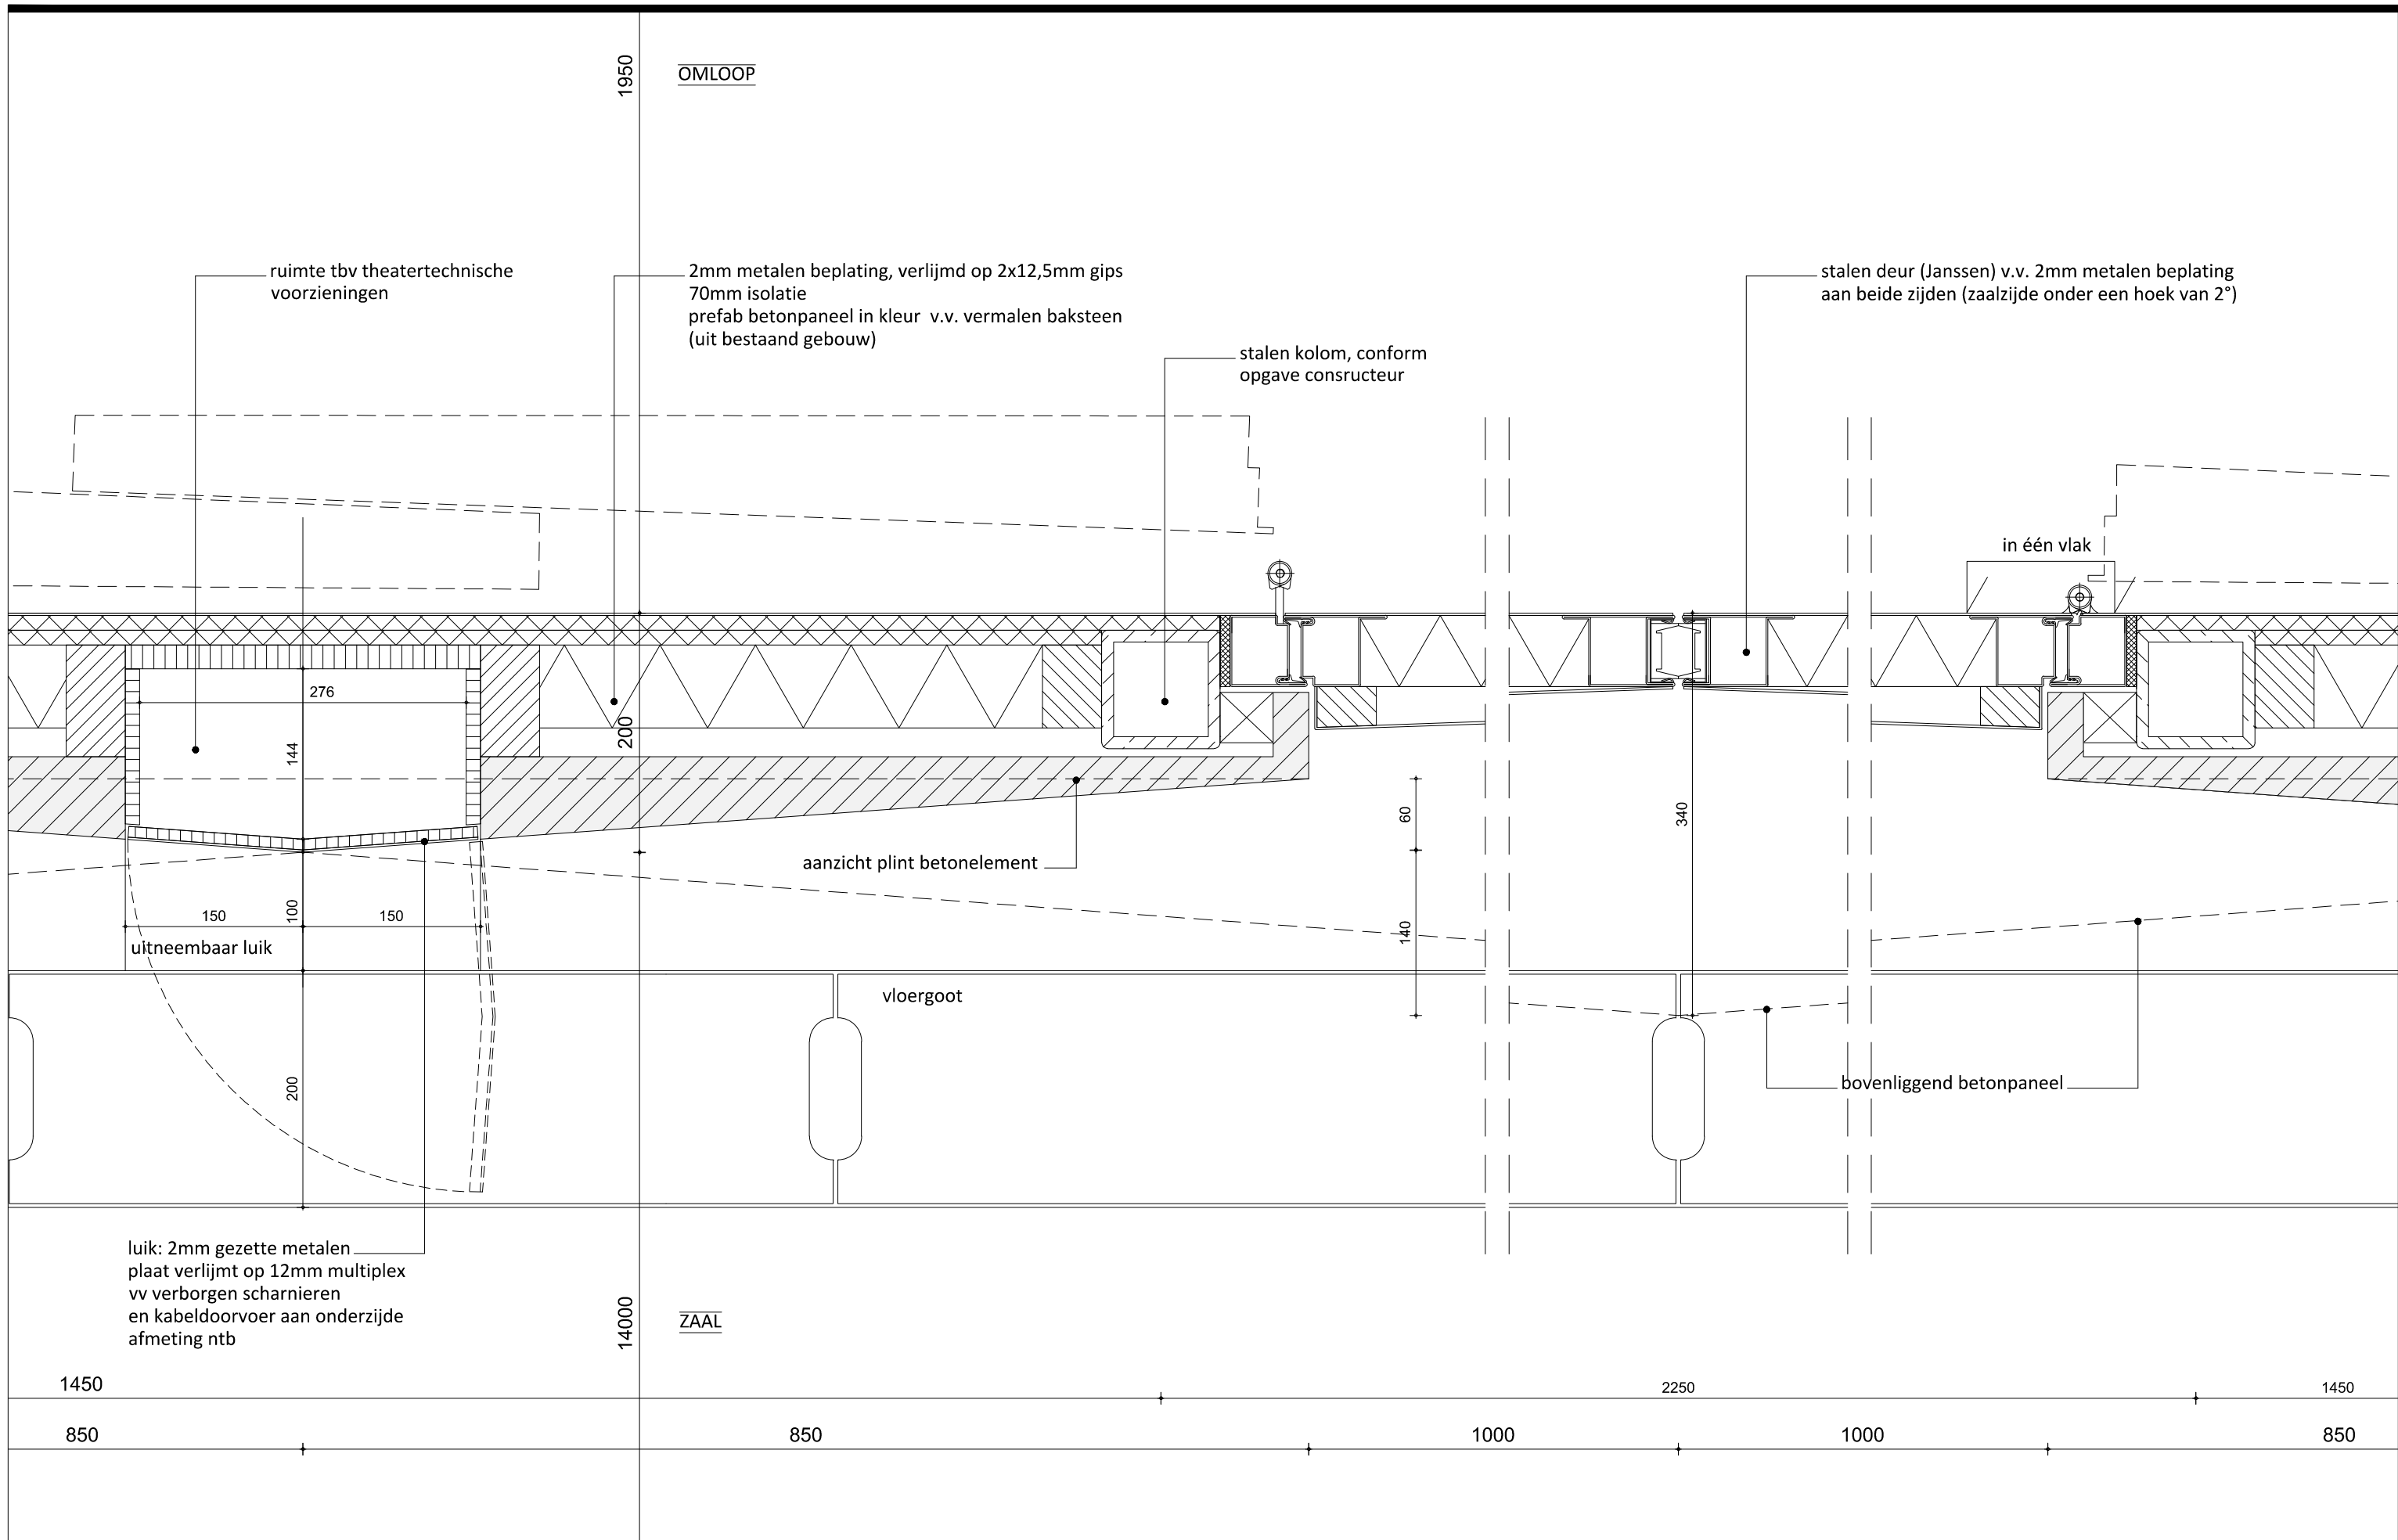 1950
OMLOOP
ruimte tbv theatertechnische
voorzieningen
2mm metalen beplating, verlijmd op 2x12,5mm gips
70mm isolatie
prefab betonpaneel in kleur v.v. vermalen baksteen
(uit bestaand gebouw)
stalen deur (Janssen) v.v. 2mm metalen beplating
aan beide zijden (zaalzijde onder een hoek van 2°)
stalen kolom, conform
opgave consructeur
in één vlak
276
144
200
60
340
aanzicht plint betonelement
150
100
150
140
uitneembaar luik
vloergoot
200
bovenliggend betonpaneel
luik: 2mm gezette metalen
plaat verlijmt op 12mm multiplex
vv verborgen scharnieren
en kabeldoorvoer aan onderzijde
afmeting ntb
14000
ZAAL
1450
2250
1450
850
850
1000
1000
850